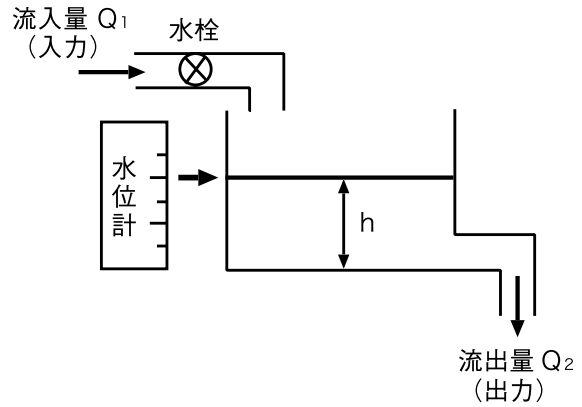 流入量 Q1
（入力）
水栓
水位計
h
流出量 Q2
（出力）